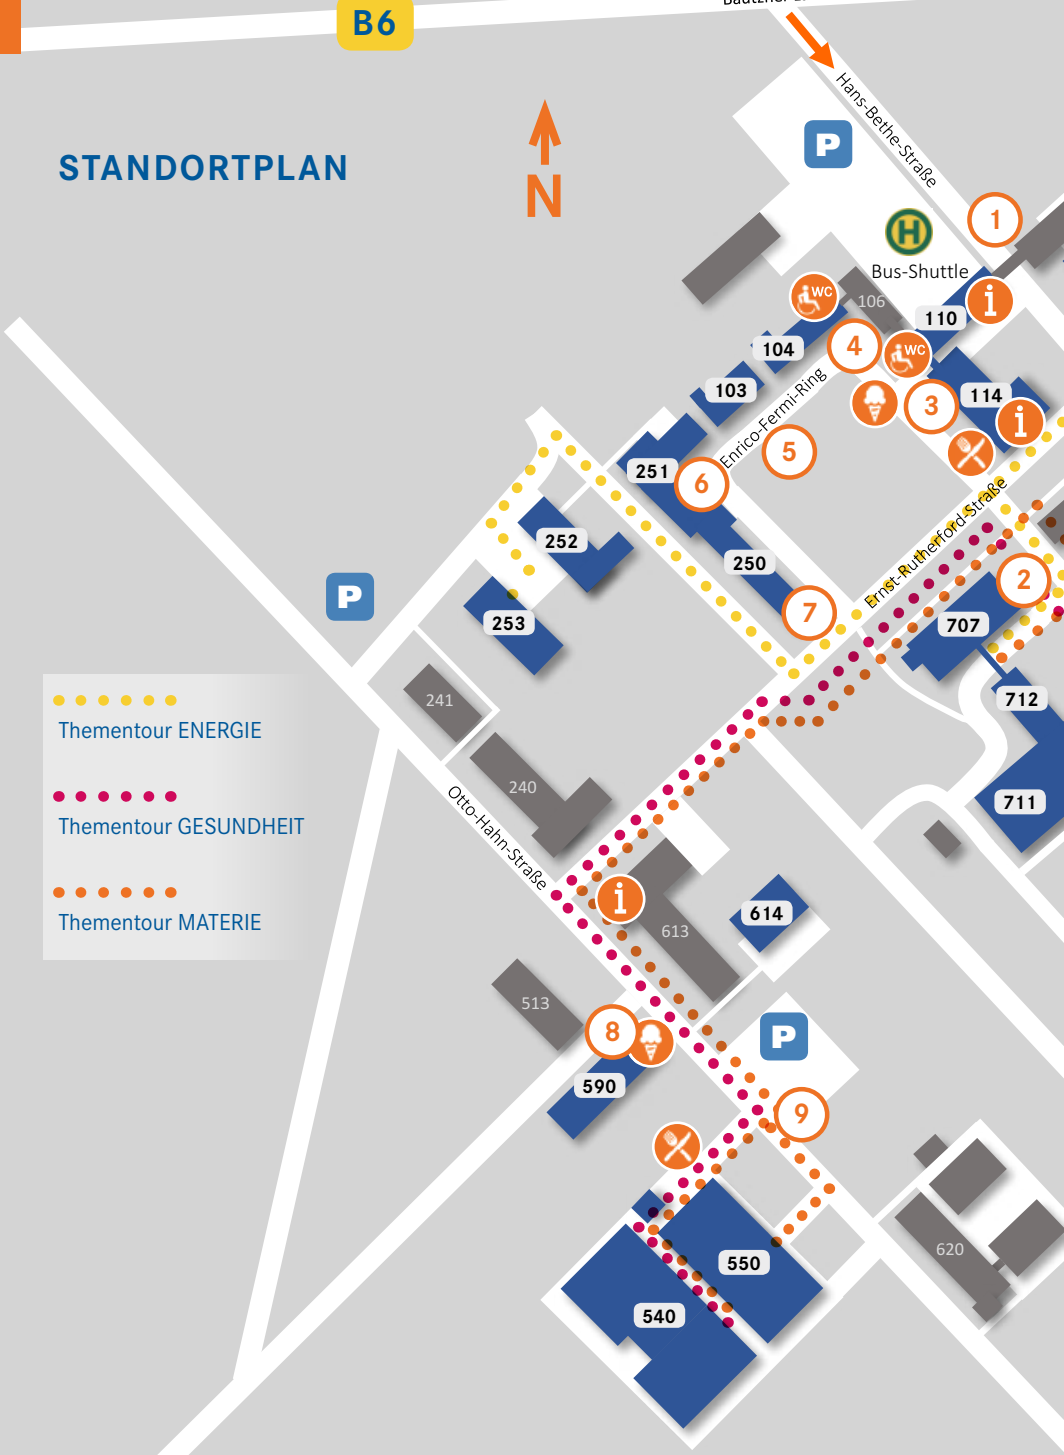 B6
STANDORTPLAN
N
P
Hans-Bethe-Straße
1
H
Bus-Shuttle
WC
106
i
110
104
4
WC
103
Enrico-Fermi-Ring
3
114
i
5
251
6
252
250
Ernst-Rutherford-Straße
2
P
253
7
707
241
712
Thementour ENERGIE
240
711
Otto-Hahn-Straße
Thementour GESUNDHEIT
i
614
Thementour MATERIE
613
513
8
P
590
9
550
620
540